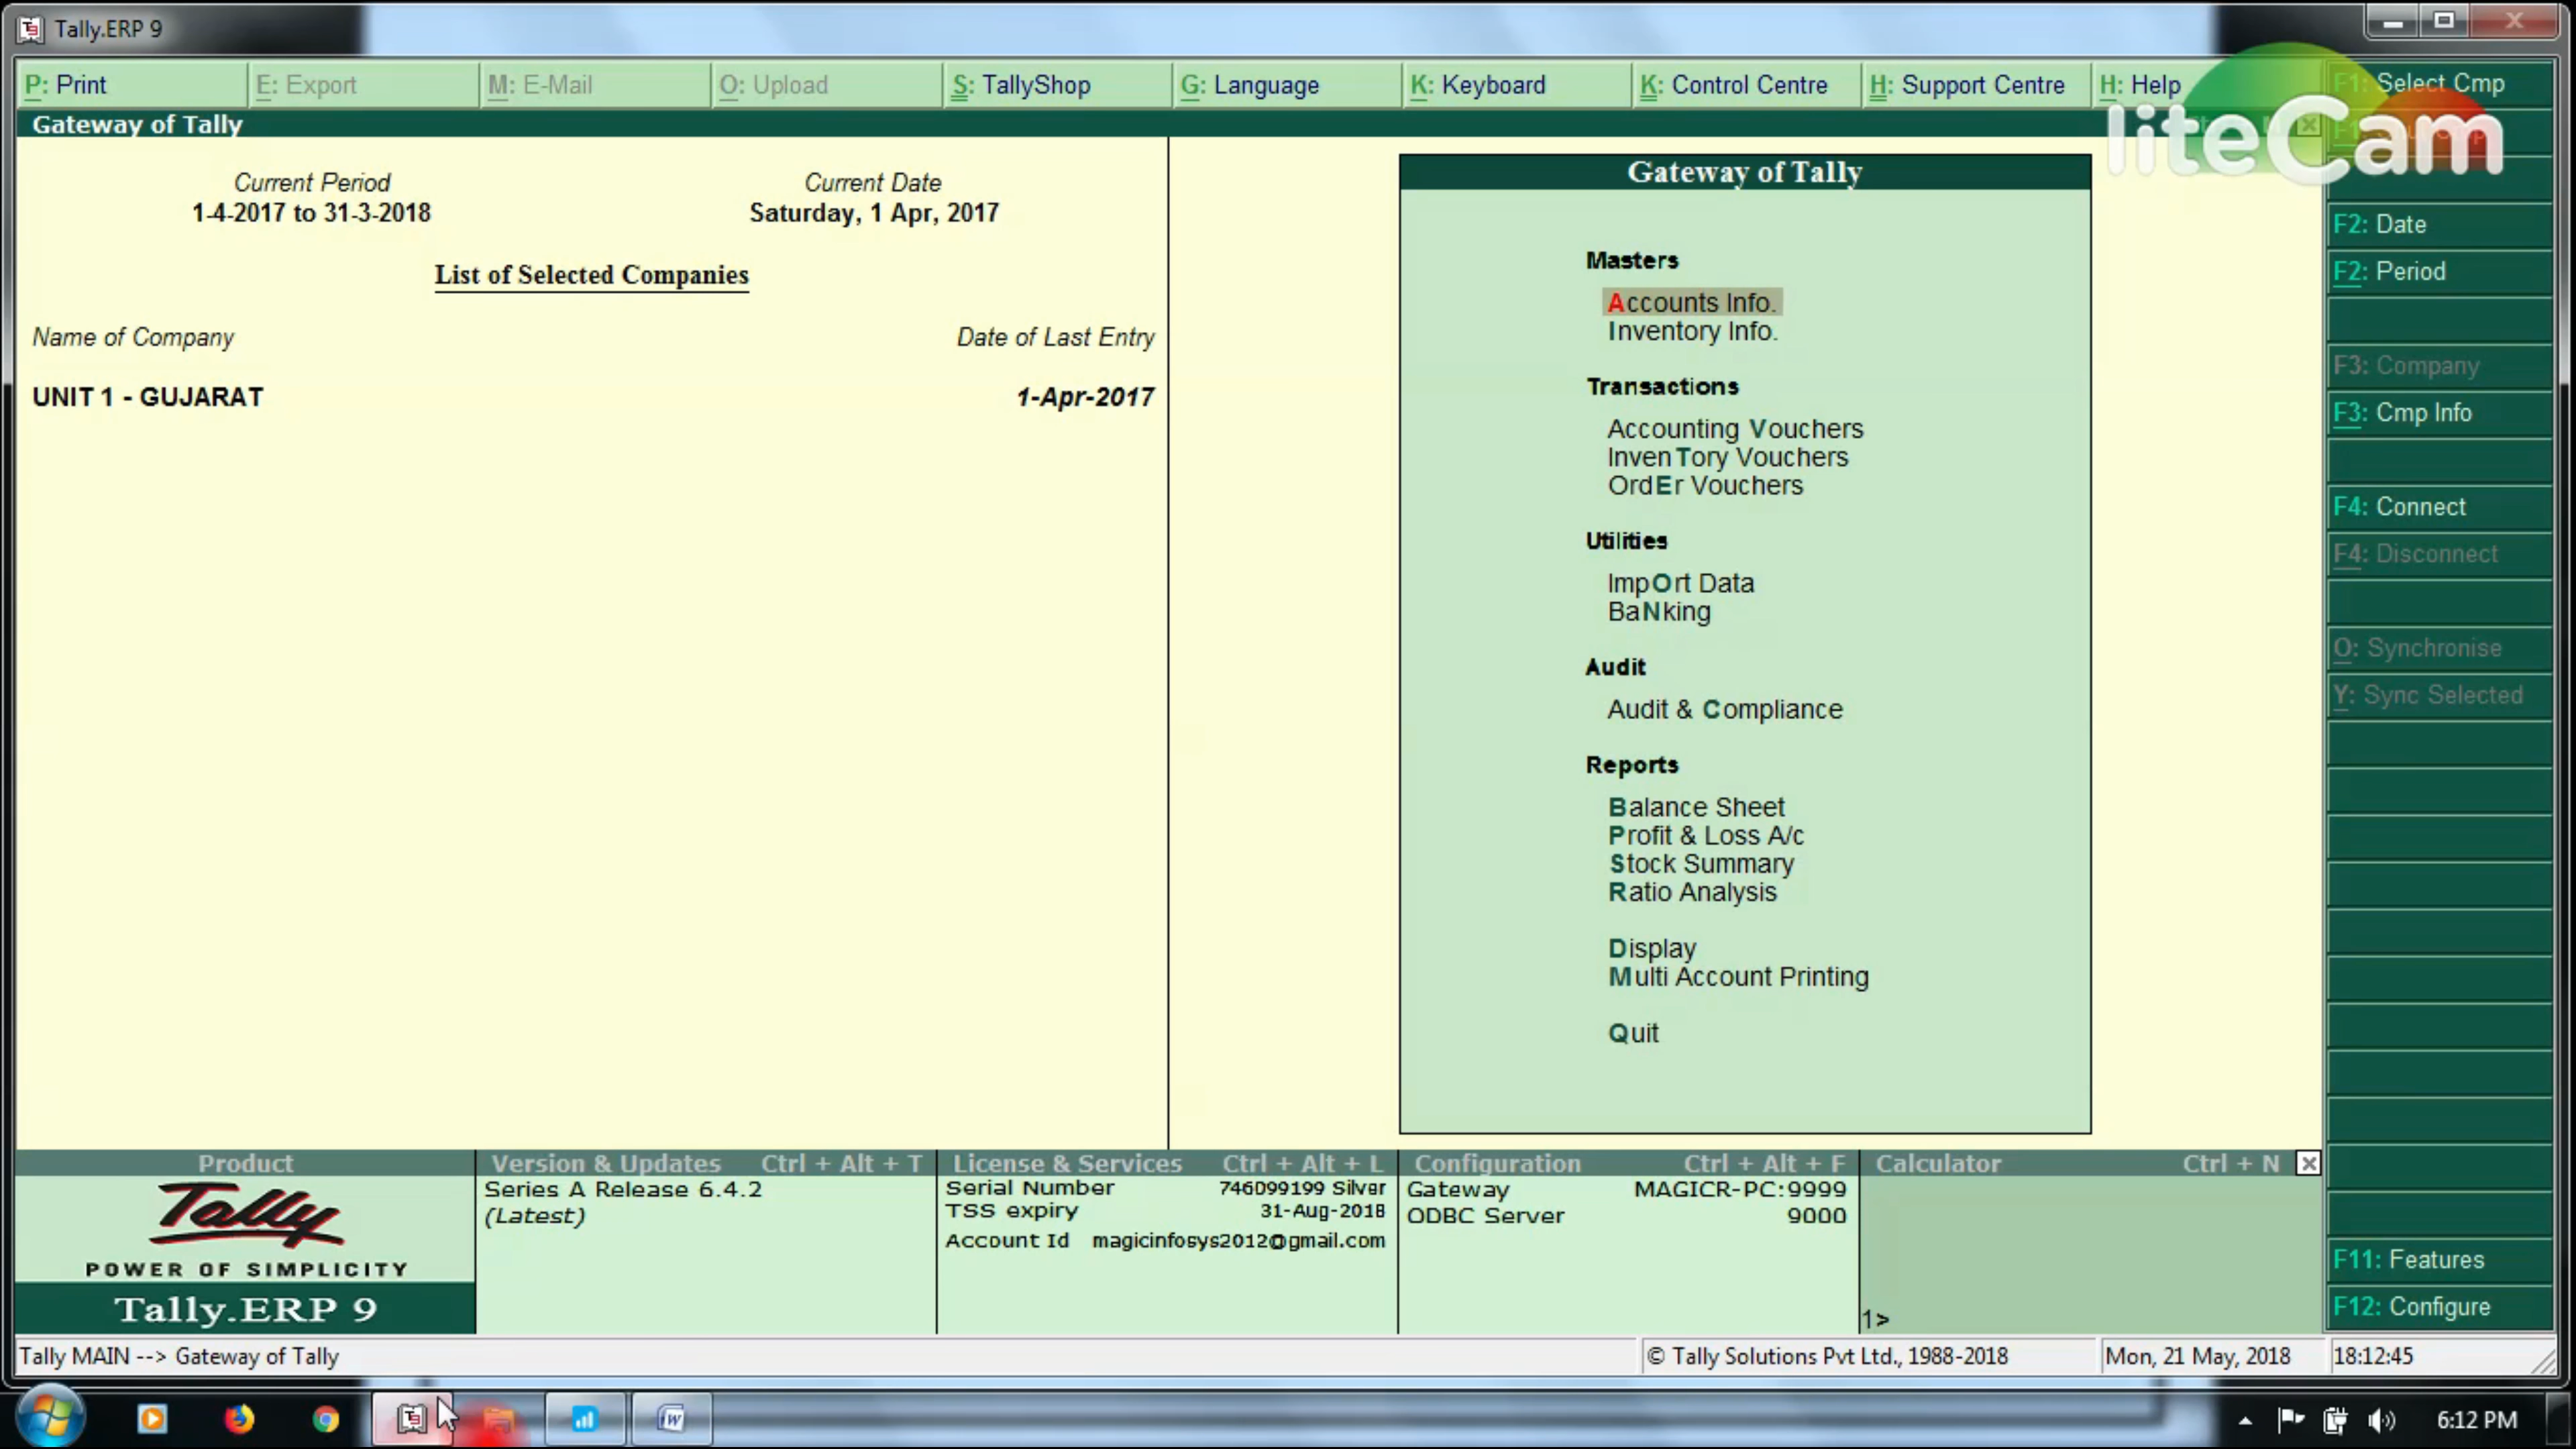 Tally.ERP 9
P: Print
E: Export
M: E-Mail
O: Upload
S: TallyShop
G: Language
K: Keyboard
K: Control Centre
H: Support Centre
H: Help
F1: Select Cmp
liteCam
Gateway of Tally
Current Period
1-4-2017 to 31-3-2018
Current Date
Saturday, 1 Apr, 2017
List of Selected Companies
Name of Company
Date of Last Entry
UNIT 1 - GUJARAT
1-Apr-2017
Gateway of Tally
Masters
Accounts Info.
Inventory Info.
Transactions
Accounting Vouchers
InvenTory Vouchers
OrdEr Vouchers
Utilities
ImpOrt Data
BaNking
Audit
Audit & Compliance
Reports
Balance Sheet
Profit & Loss A/c
Stock Summary
Ratio Analysis
Display
Multi Account Printing
Quit
F2: Date
F2: Period
F3: Company
F3: Cmp Info
F4: Connect
F4: Disconnect
O: Synchronise
Y: Sync Selected
F11: Features
F12: Configure
Product
Tally
POWER OF SIMPLICITY
Tally.ERP 9
Version & Updates Ctrl + Alt + T
Series A Release 6.4.2
(Latest)
License & Services Ctrl + Alt + L
Serial Number 746099199 Silver
TSS expiry 31-Aug-2018
Account Id magicinfosys2012@gmail.com
Configuration Ctrl + Alt + F
Gateway MAGICR-PC:9999
ODBC Server 9000
Calculator Ctrl + N
1>
Tally MAIN --> Gateway of Tally
© Tally Solutions Pvt Ltd., 1988-2018
Mon, 21 May, 2018
18:12:45
6:12 PM